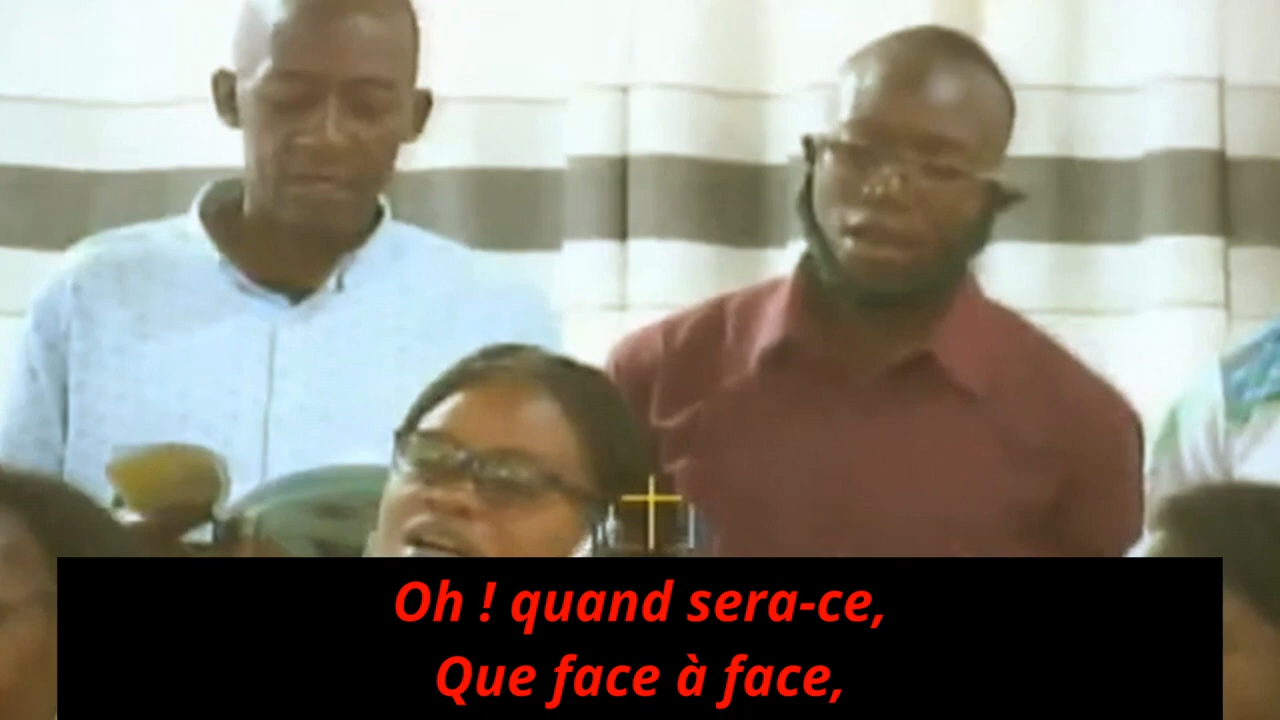 Oh ! quand sera-ce,
Que face à face,